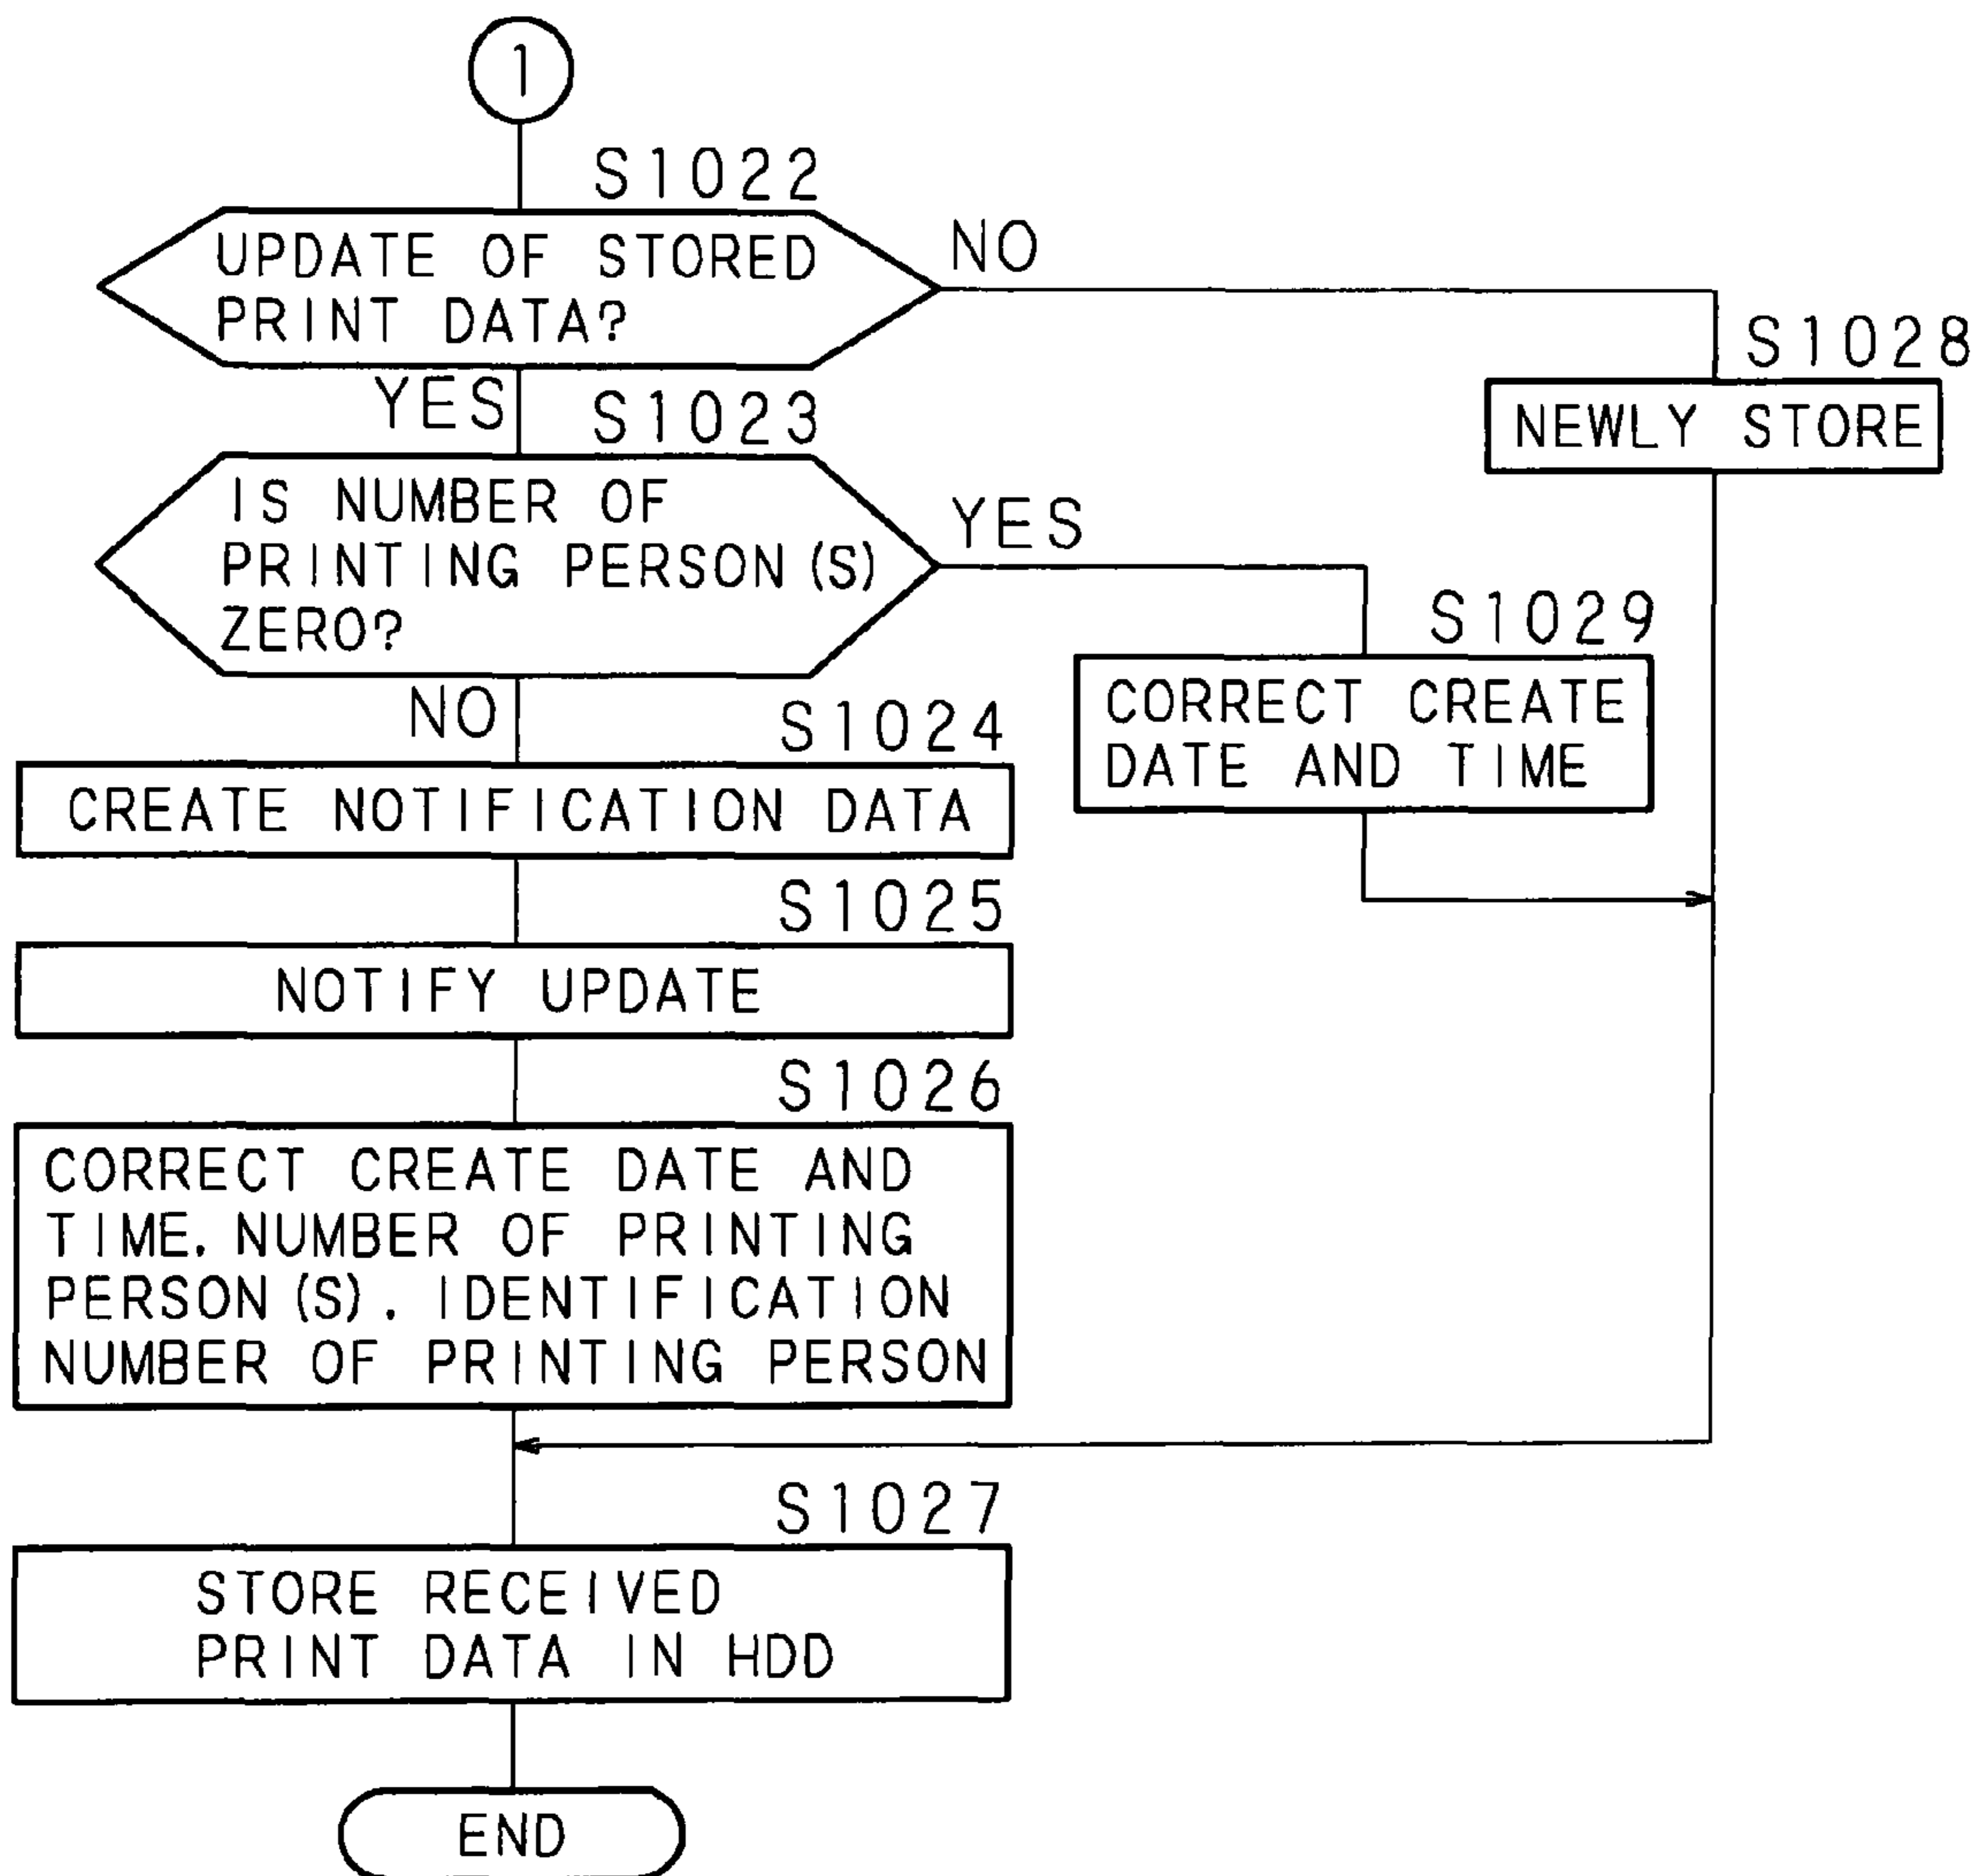 1
S1022
UPDATE OF STORED
PRINT DATA?
NO
S1028
NEWLY STORE
YES
S1023
IS NUMBER OF
PRINTING PERSON(S)
ZERO?
YES
S1029
CORRECT CREATE
DATE AND TIME
NO
S1024
CREATE NOTIFICATION DATA
S1025
NOTIFY UPDATE
S1026
CORRECT CREATE DATE AND
TIME. NUMBER OF PRINTING
PERSON(S). IDENTIFICATION
NUMBER OF PRINTING PERSON
S1027
STORE RECEIVED
PRINT DATA IN HDD
END